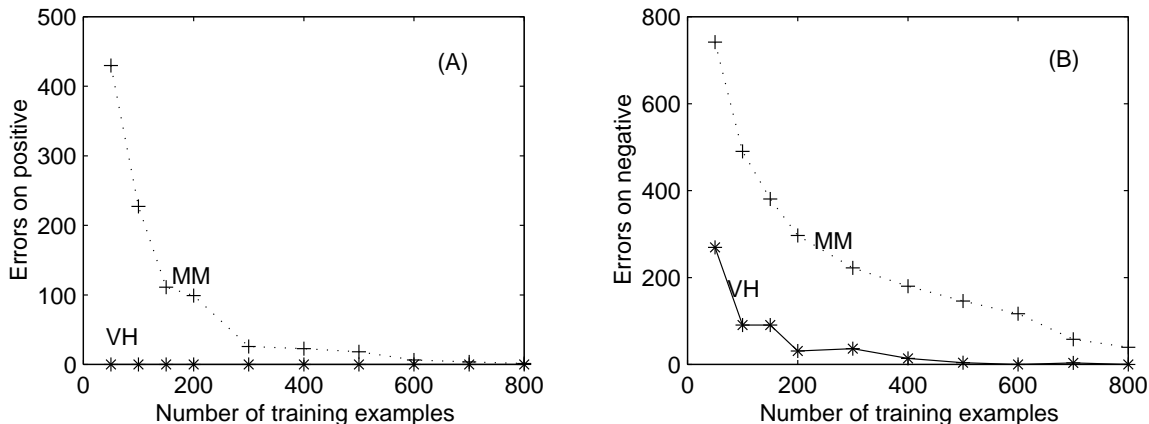 500
400
300
200
100
0
Errors on positive
(A)
MM
VH
0 200 400 600 800
Number of training examples
800
600
400
200
0
Errors on negative
(B)
MM
VH
0 200 400 600 800
Number of training examples